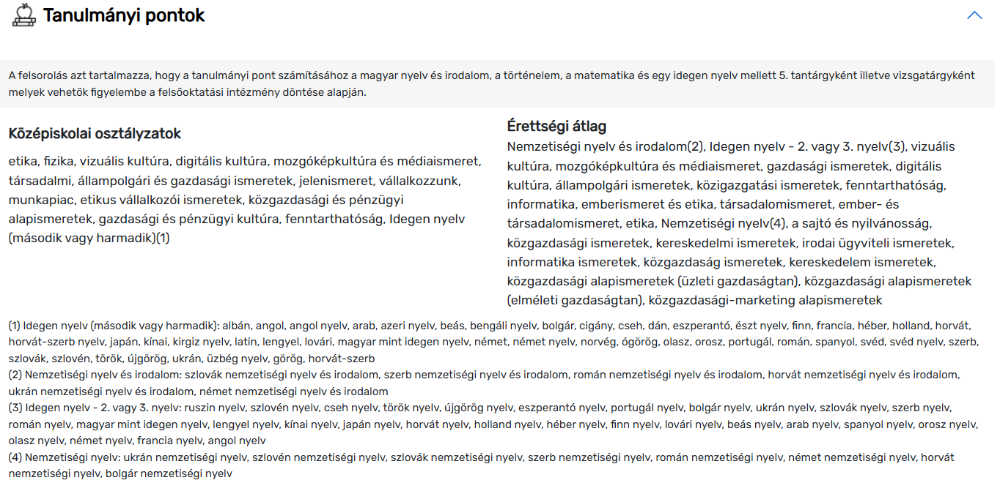 Tanulmányi pontok
A felsorolás azt tartalmazza, hogy a tanulmányi pont számításához a magyar nyelv és irodalom, a történelem, a matematika és egy idegen nyelv mellett 5. tantárgyként illetve vizsgatárgyként
melyek vehetők figyelembe a felsőoktatási intézmény döntése alapján.
Középiskolai osztályzatok
etika, fizika, vizuális kultúra, digitális kultúra, mozgóképkultúra és médiaismeret,
társadalmi, állampolgári és gazdasági ismeretek, jelenismeret, vállalkozzunk,
munkapiac, etikus vállalkozói ismeretek, közgazdasági és pénzügyi
alapismeretek, gazdasági és pénzügyi kultúra, fenntarthatóság, Idegen nyelv
(második vagy harmadik)(1)
Érettségi átlag
Nemzetiségi nyelv és irodalom(2), Idegen nyelv - 2. vagy 3. nyelv(3), vizuális
kultúra, mozgóképkultúra és médiaismeret, gazdasági ismeretek, digitális
kultúra, állampolgári ismeretek, közigazgatási ismeretek, fenntarthatóság,
informatika, emberismeret és etika, társadalomismeret, ember- és
társadalomismeret, etika, Nemzetiségi nyelv(4), a sajtó és nyilvánosság,
közgazdasági ismeretek, kereskedelmi ismeretek, irodai ügyviteli ismeretek,
informatika ismeretek, közgazdaság ismeretek, kereskedelem ismeretek,
közgazdasági alapismeretek (üzleti gazdaságtan), közgazdasági alapismeretek
(elméleti gazdaságtan), közgazdasági-marketing alapismeretek
(1) Idegen nyelv (második vagy harmadik): albán, angol, angol nyelv, arab, azeri nyelv, beás, bengáli nyelv, bolgár, cigány, cseh, dán, eszperantó, észt nyelv, finn, francia, héber, holland, horvát,
horvát-szerb nyelv, japán, kínai, kirgiz nyelv, latin, lengyel, lovári, magyar mint idegen nyelv, német, német nyelv, norvég, ógörög, olasz, orosz, portugál, román, spanyol, svéd, svéd nyelv, szerb,
szlovák, szlovén, török, újgörög, ukrán, üzbég nyelv, görög, horvát-szerb
(2) Nemzetiségi nyelv és irodalom: szlovák nemzetiségi nyelv és irodalom, szerb nemzetiségi nyelv és irodalom, román nemzetiségi nyelv és irodalom, horvát nemzetiségi nyelv és irodalom,
ukrán nemzetiségi nyelv és irodalom, német nemzetiségi nyelv és irodalom
(3) Idegen nyelv - 2. vagy 3. nyelv: ruszin nyelv, szlovén nyelv, cseh nyelv, török nyelv, újgörög nyelv, eszperantó nyelv, portugál nyelv, bolgár nyelv, ukrán nyelv, szlovák nyelv, szerb nyelv,
román nyelv, magyar mint idegen nyelv, lengyel nyelv, kínai nyelv, japán nyelv, horvát nyelv, holland nyelv, héber nyelv, finn nyelv, lovári nyelv, beás nyelv, arab nyelv, spanyol nyelv, orosz nyelv,
olasz nyelv, német nyelv, francia nyelv, angol nyelv
(4) Nemzetiségi nyelv: ukrán nemzetiségi nyelv, szlovén nemzetiségi nyelv, szlovák nemzetiségi nyelv, szerb nemzetiségi nyelv, román nemzetiségi nyelv, német nemzetiségi nyelv, horvát
nemzetiségi nyelv, bolgár nemzetiségi nyelv